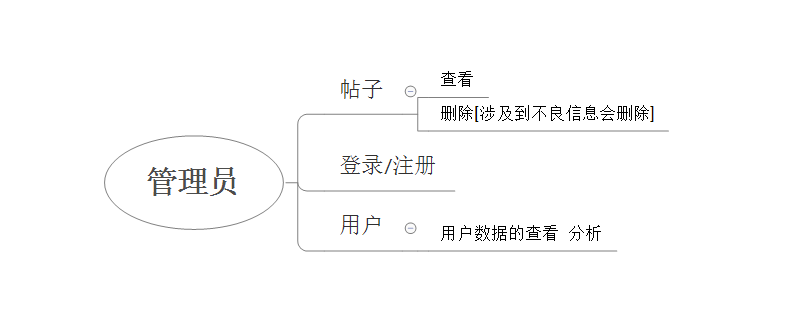 管理员
帖子
查看
删除[涉及到不良信息会删除]
登录/注册
用户
用户数据的查看 分析